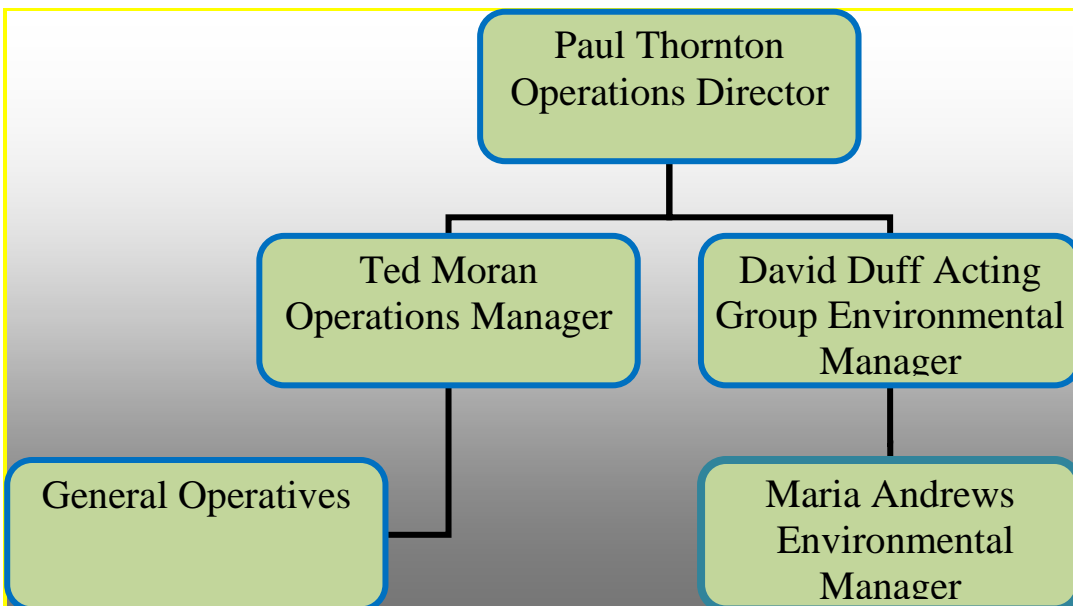 Paul Thornton
Operations Director
Ted Moran
Operations Manager
David Duff Acting
Group Environmental
Manager
General Operatives
Maria Andrews
Environmental
Manager